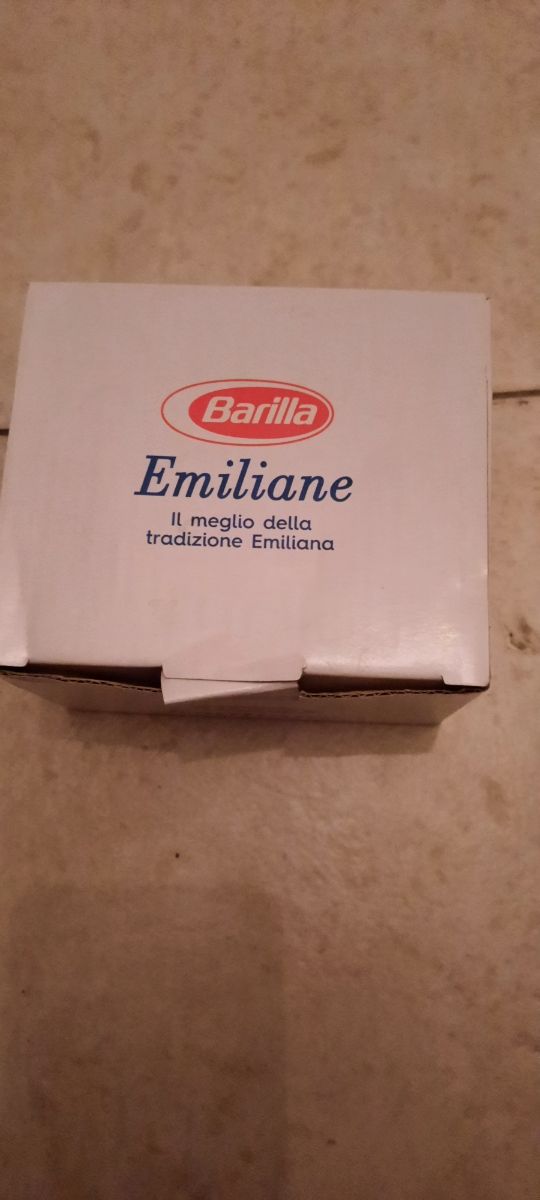 Barilla
Emiliane
Il meglio della
tradizione Emiliana